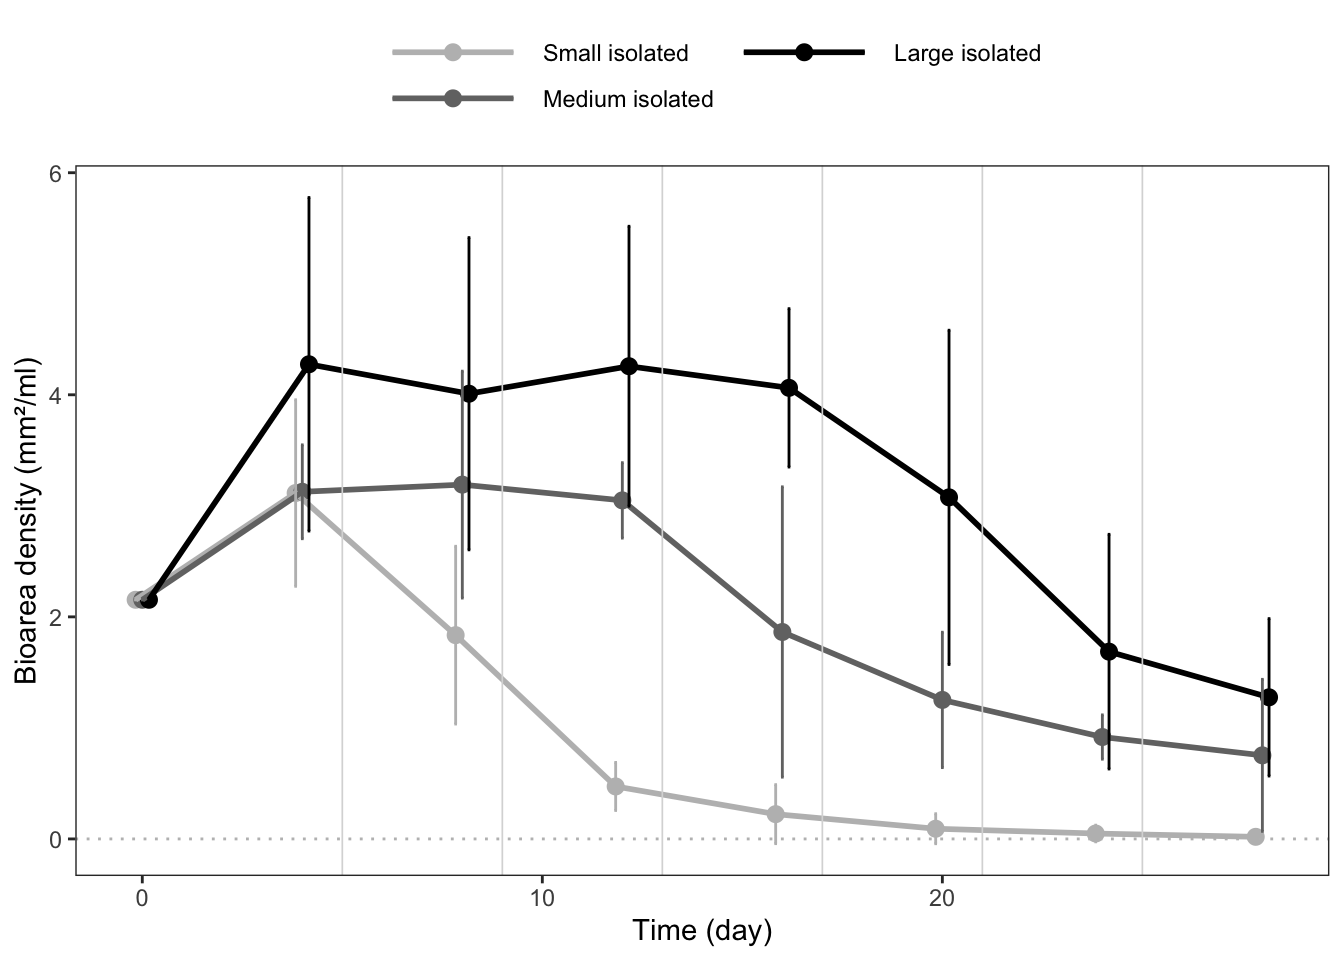 Small isolated
Large isolated
Medium isolated
6
4
2
0
Bioarea density (mm²/ml)
0
10
20
Time (day)